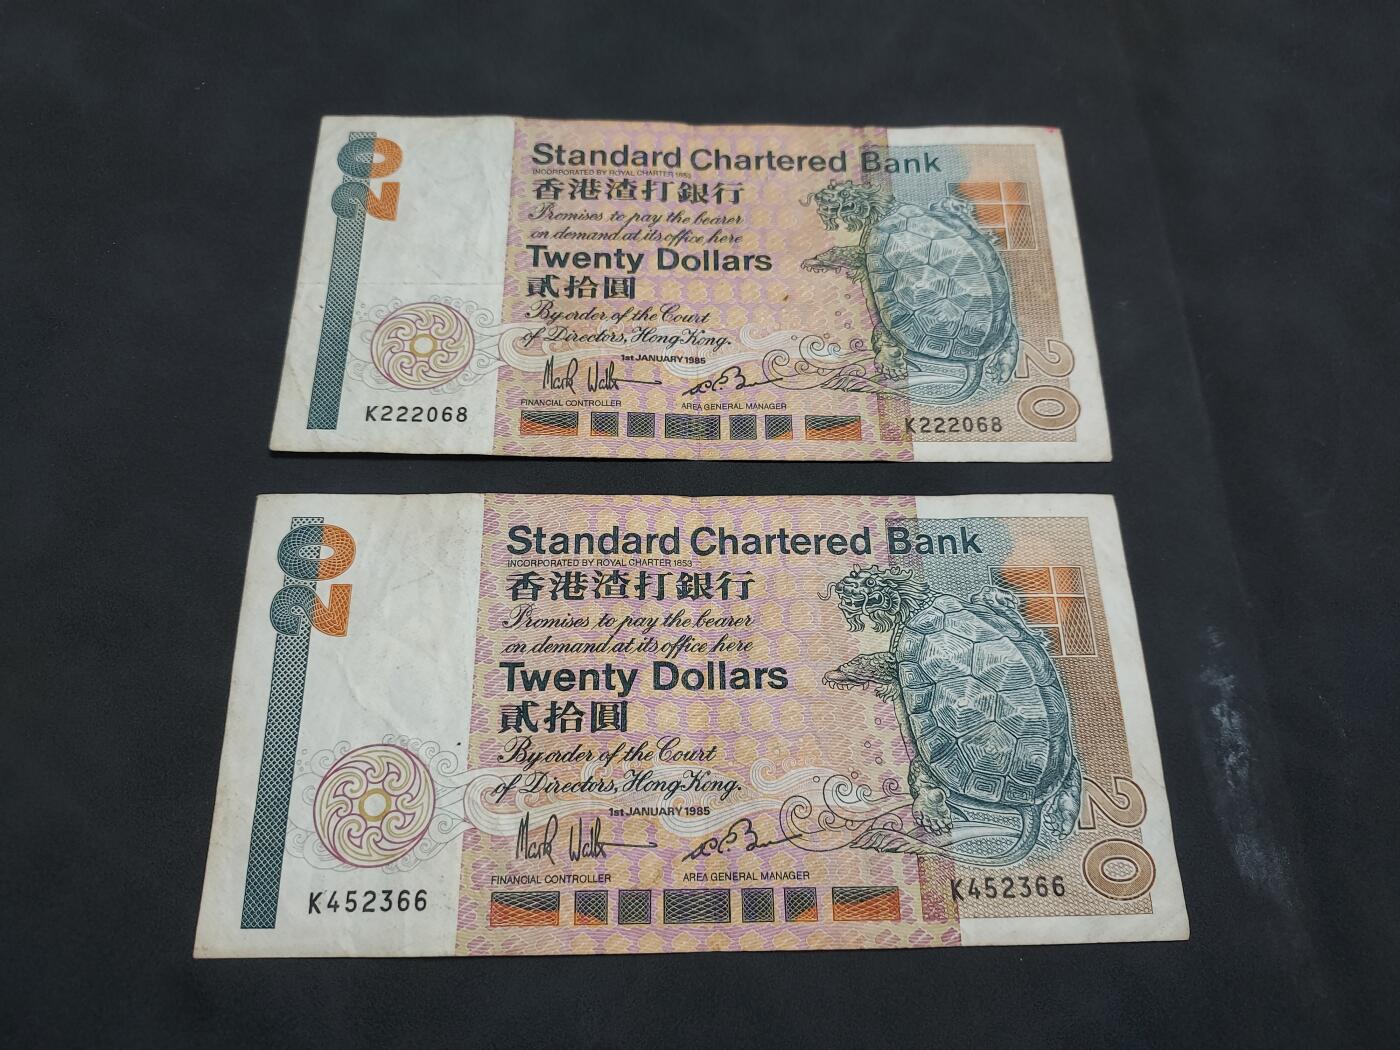 20
Standard Chartered Bank
INCORPORATED BY ROYAL CHARTER 1853
香港渣打銀行
Promises to pay the bearer
on demand at its office here
Twenty Dollars
貳拾圓
By order of the Court
of Directors, Hong Kong.
1st JANUARY 1985
FINANCIAL CONTROLLER AREA GENERAL MANAGER
K222068 K222068
20
20
Standard Chartered Bank
INCORPORATED BY ROYAL CHARTER 1853
香港渣打銀行
Promises to pay the bearer
on demand at its office here
Twenty Dollars
貳拾圓
By order of the Court
of Directors, Hong Kong.
1st JANUARY 1985
FINANCIAL CONTROLLER AREA GENERAL MANAGER
K452366 K452366
20